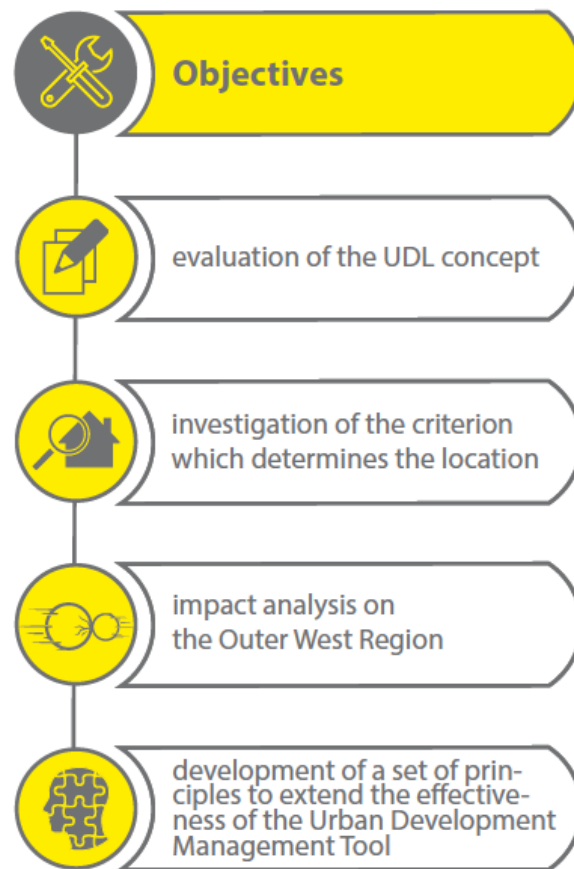 Objectives
evaluation of the UDL concept
investigation of the criterion
which determines the location
impact analysis on
the Outer West Region
development of a set of prin-
ciples to extend the effective-
ness of the Urban Development
Management Tool